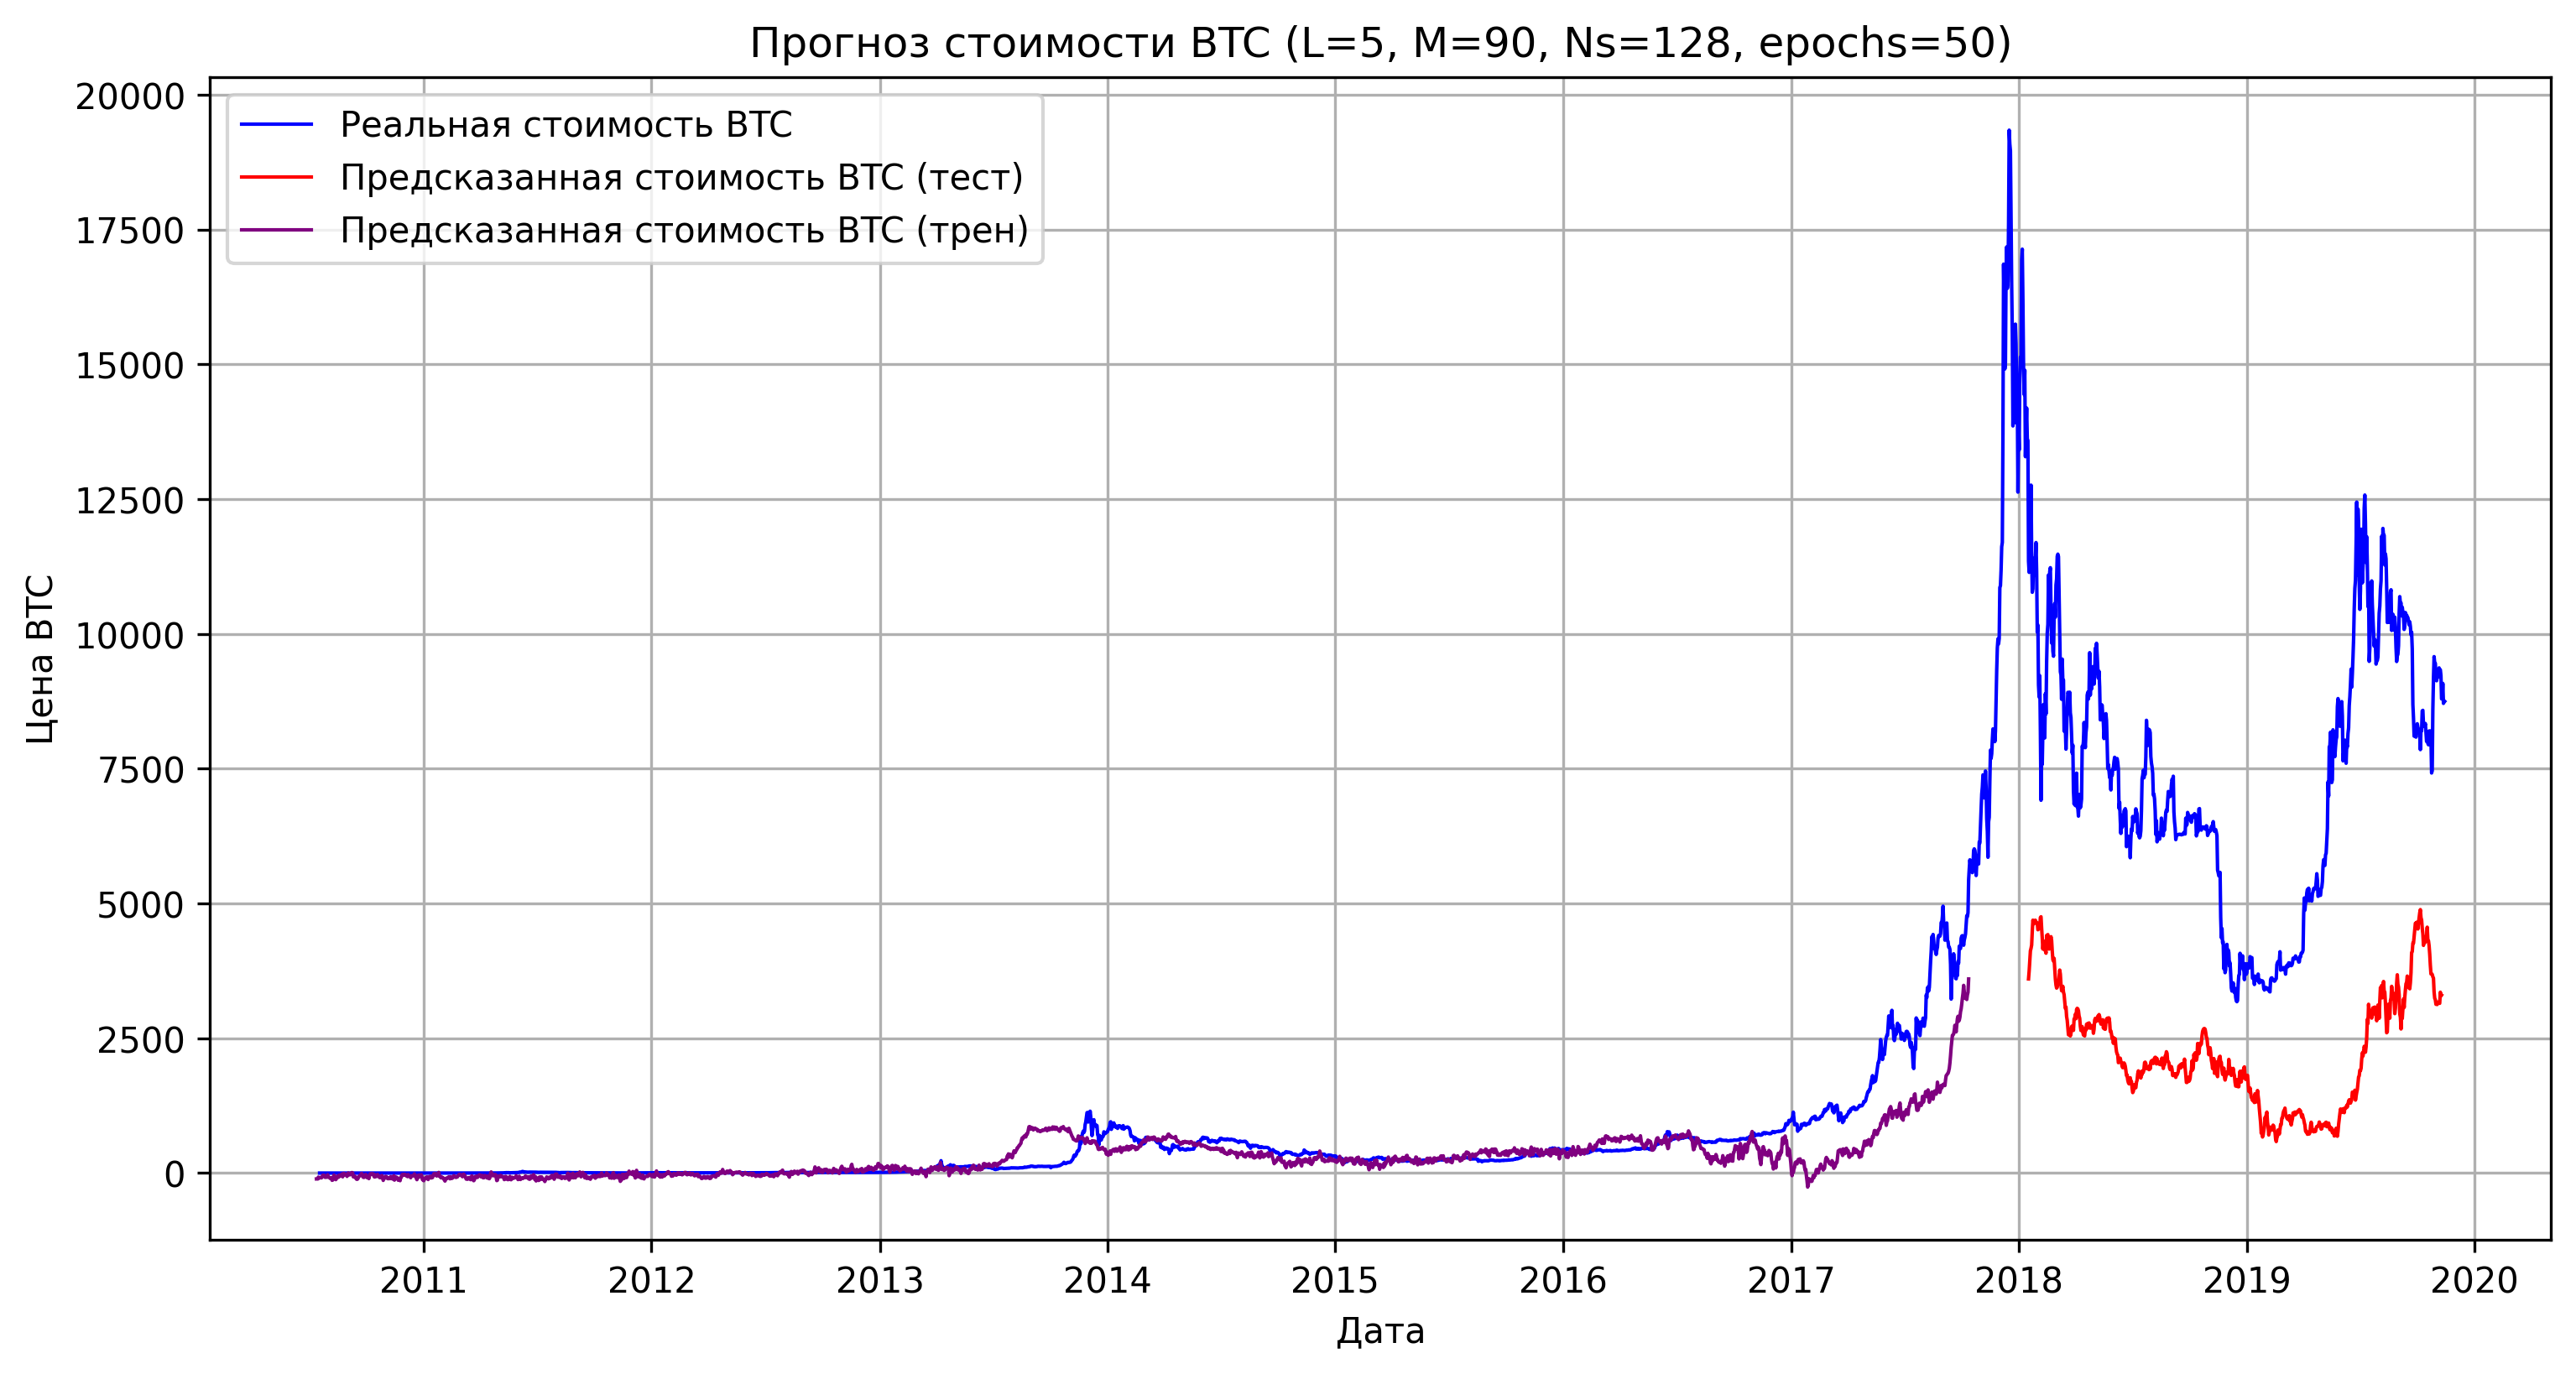 Прогноз стоимости BTC (L=5, M=90, Ns=128, epochs=50)
Реальная стоимость BTC
Предсказанная стоимость BTC (тест)
Предсказанная стоимость BTC (трен)
Цена BTC
20000
17500
15000
12500
10000
7500
5000
2500
0
2011 2012 2013 2014 2015 2016 2017 2018 2019 2020
Дата